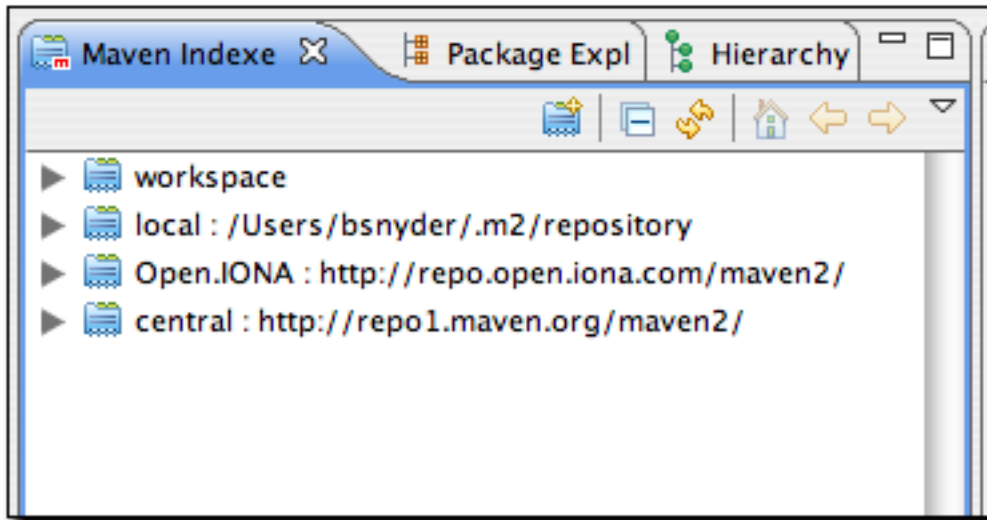 Maven Indexe Package Expl Hierarchy
workspace
local : /Users/bsnyder/.m2/repository
Open.IONA : http://repo.open.iona.com/maven2/
central : http://repo1.maven.org/maven2/